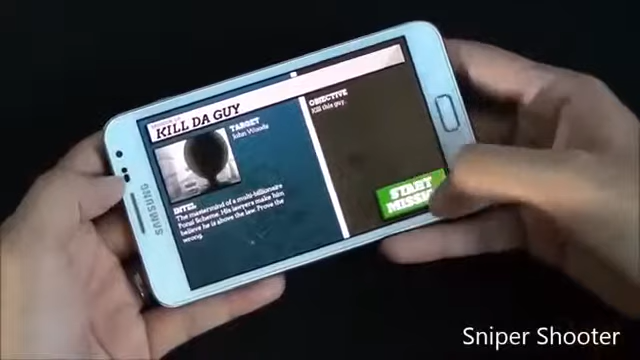 KILL DA GUY
TARGET
John Woods
INTEL
The mastermind of a multi-billionaire
Ponzi Scheme. His lawyers make him
believe he is above the law. Prove the
wrong.
OBJECTIVE
Kill this guy.
START
SAMSUNG
Sniper Shooter